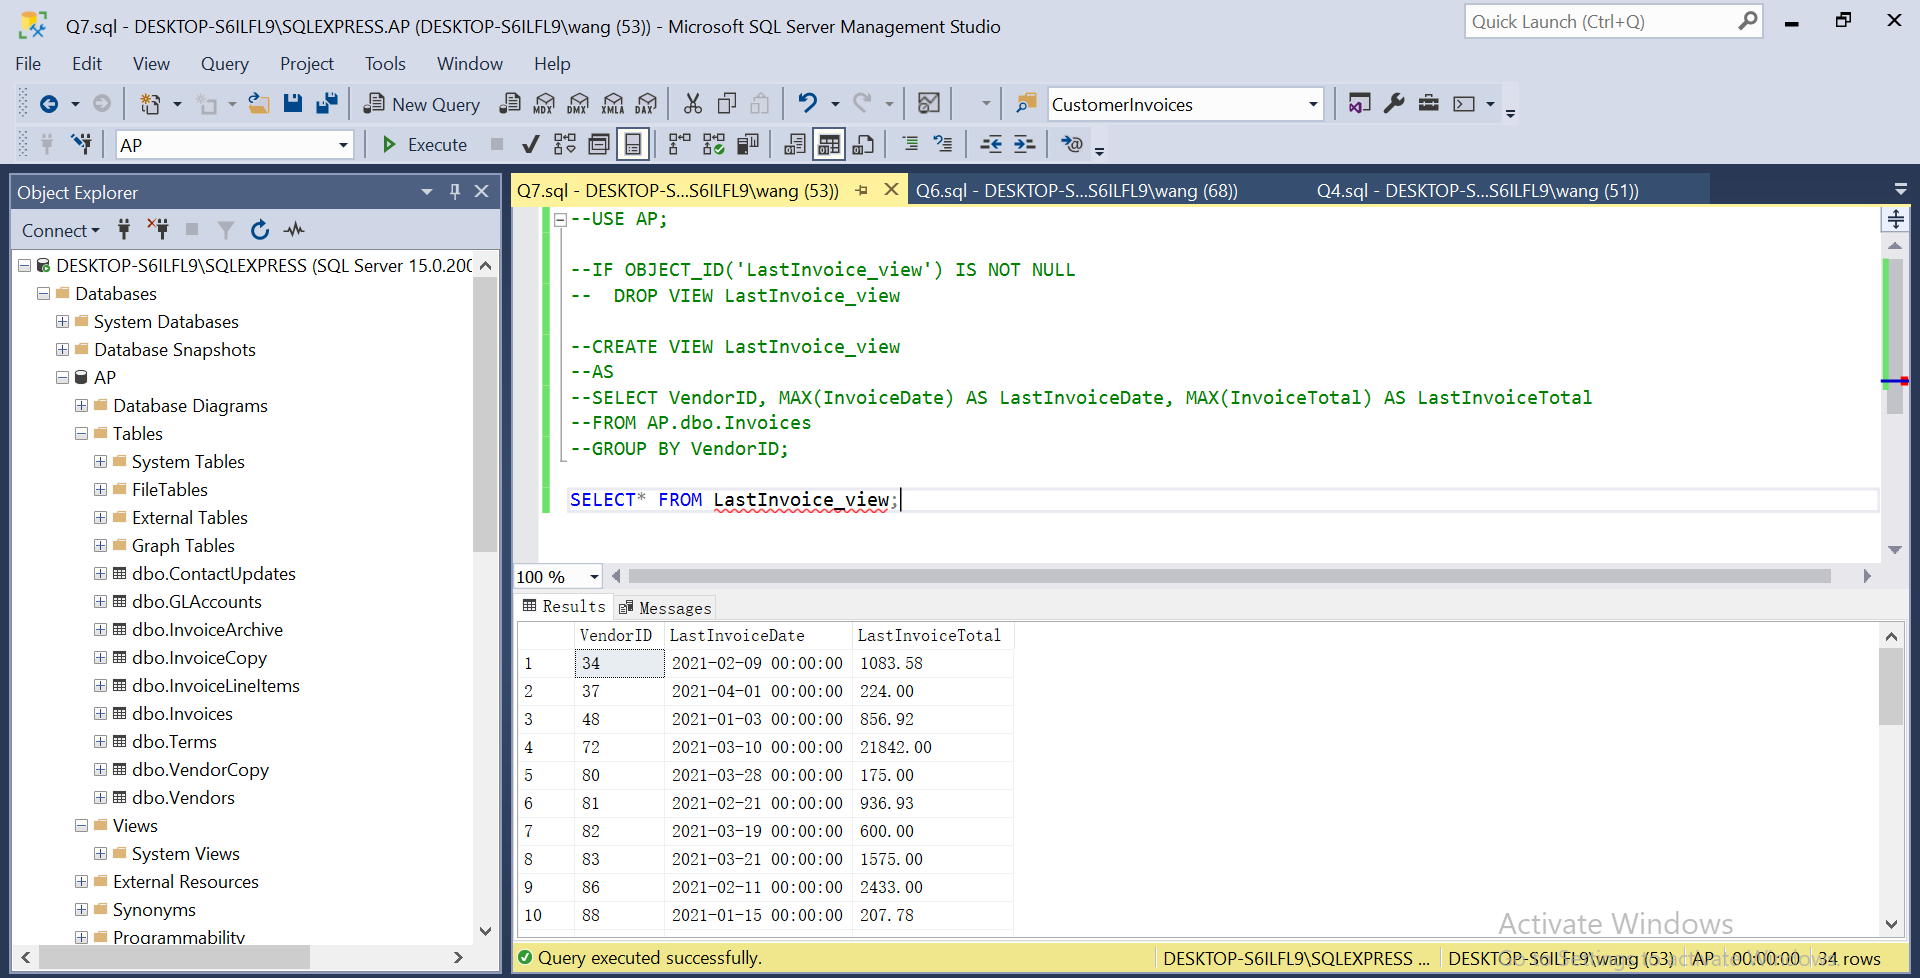 Q7.sql - DESKTOP-S6ILFL9\SQLEXPRESS.AP (DESKTOP-S6ILFL9\wang (53)) - Microsoft SQL Server Management Studio
Quick Launch (Ctrl+Q)
File Edit View Query Project Tools Window Help
New Query MDX DMX XMLA DAX CustomerInvoices
AP Execute
Object Explorer
Connect
DESKTOP-S6ILFL9\SQLEXPRESS (SQL Server 15.0.200
Databases
System Databases
Database Snapshots
AP
Database Diagrams
Tables
System Tables
FileTables
External Tables
Graph Tables
dbo.ContactUpdates
dbo.GLAccounts
dbo.InvoiceArchive
dbo.InvoiceCopy
dbo.InvoiceLineItems
dbo.Invoices
dbo.Terms
dbo.VendorCopy
dbo.Vendors
Views
System Views
External Resources
Synonyms
Programmability
Q7.sql - DESKTOP-S...S6ILFL9\wang (53)) Q6.sql - DESKTOP-S...S6ILFL9\wang (68)) Q4.sql - DESKTOP-S...S6ILFL9\wang (51))
--USE AP;
--IF OBJECT_ID('LastInvoice_view') IS NOT NULL
-- DROP VIEW LastInvoice_view
--CREATE VIEW LastInvoice_view
--AS
--SELECT VendorID, MAX(InvoiceDate) AS LastInvoiceDate, MAX(InvoiceTotal) AS LastInvoiceTotal
--FROM AP.dbo.Invoices
--GROUP BY VendorID;
SELECT* FROM LastInvoice_view;
100 %
Results Messages
VendorID LastInvoiceDate LastInvoiceTotal
1 34 2021-02-09 00:00:00 1083.58
2 37 2021-04-01 00:00:00 224.00
3 48 2021-01-03 00:00:00 856.92
4 72 2021-03-10 00:00:00 21842.00
5 80 2021-03-28 00:00:00 175.00
6 81 2021-02-21 00:00:00 936.93
7 82 2021-03-19 00:00:00 600.00
8 83 2021-03-21 00:00:00 1575.00
9 86 2021-02-11 00:00:00 2433.00
10 88 2021-01-15 00:00:00 207.78
Activate Windows
Query executed successfully. DESKTOP-S6ILFL9\SQLEXPRESS ... DESKTOP-S6ILFL9\wang (53) AP 00:00:00 34 rows